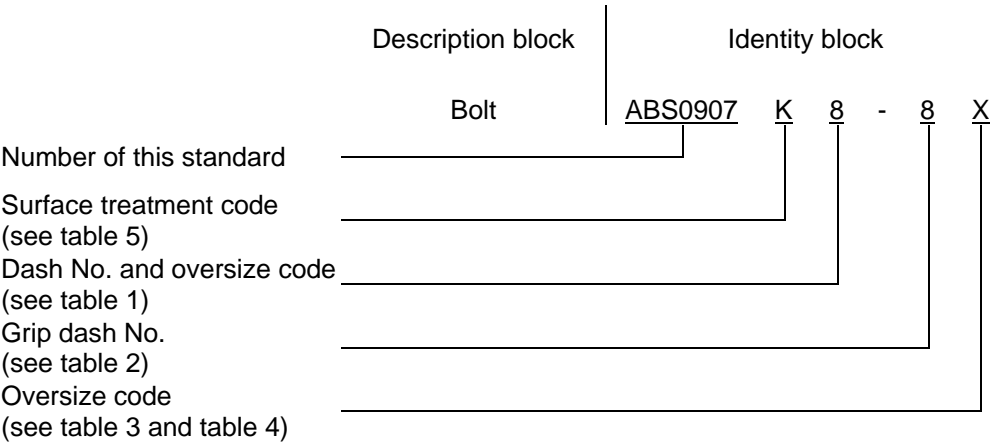 Description block Identity block
Bolt ABS0907 K 8 - 8 X
Number of this standard
Surface treatment code
(see table 5)
Dash No. and oversize code
(see table 1)
Grip dash No.
(see table 2)
Oversize code
(see table 3 and table 4)